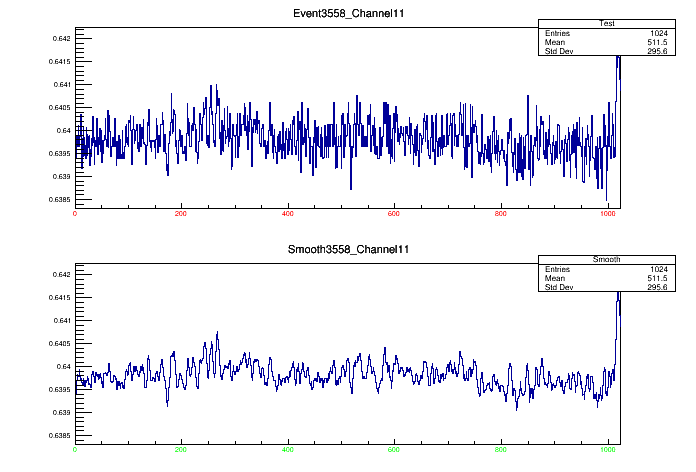 Event3558_Channel11
Test
Entries 1024
Mean 511.5
Std Dev 295.6
0.642
0.6415
0.641
0.6405
0.64
0.6395
0.639
0.6385
0 200 400 600 800 1000
Smooth3558_Channel11
Smooth
Entries 1024
Mean 511.5
Std Dev 295.6
0.642
0.6415
0.641
0.6405
0.64
0.6395
0.639
0.6385
0 200 400 600 800 1000